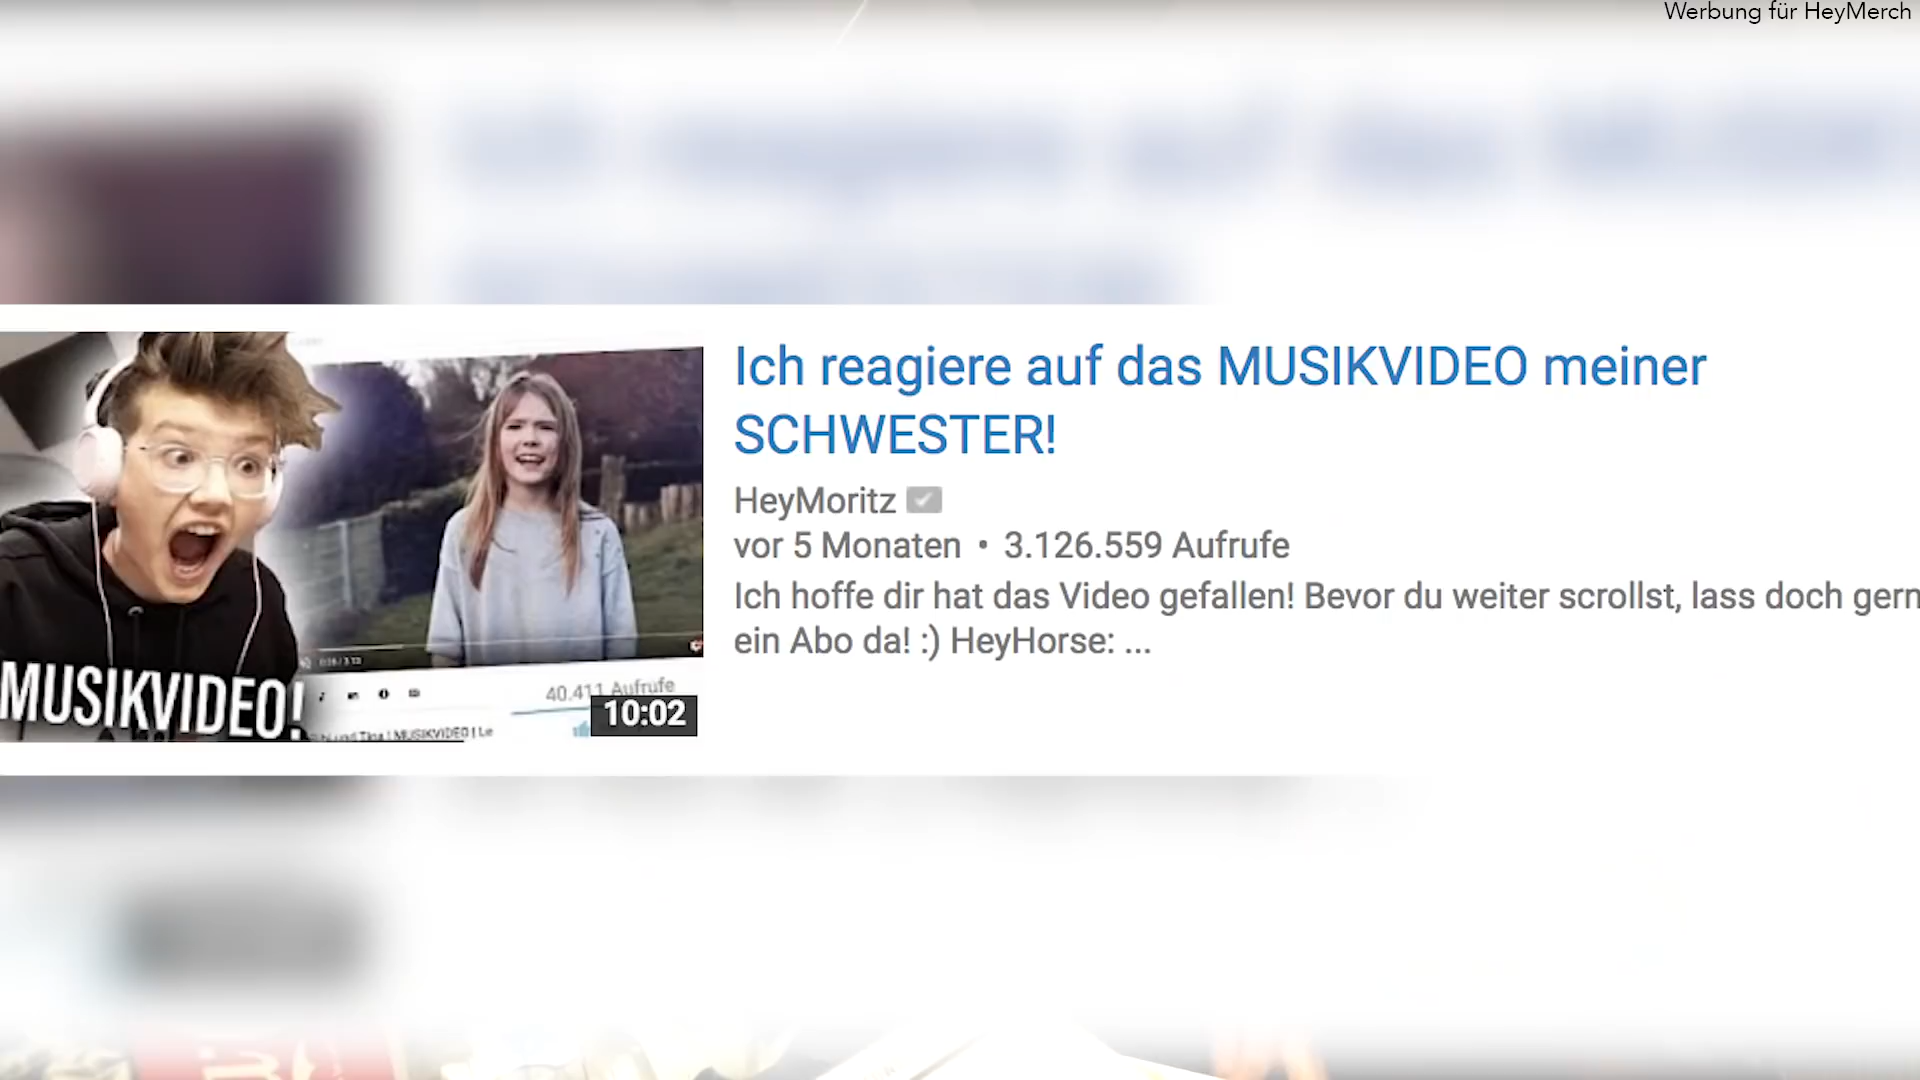 Werbung für HeyMerch
Ich reagiere auf das MUSIKVIDEO meiner
SCHWESTER!
HeyMoritz
vor 5 Monaten • 3.126.559 Aufrufe
Ich hoffe dir hat das Video gefallen! Bevor du weiter scrollst, lass doch gern
ein Abo da! :) HeyHorse: ...
MUSIKVIDEO!
40.411 Aufrufe
10:02
MUSIKVIDEO!